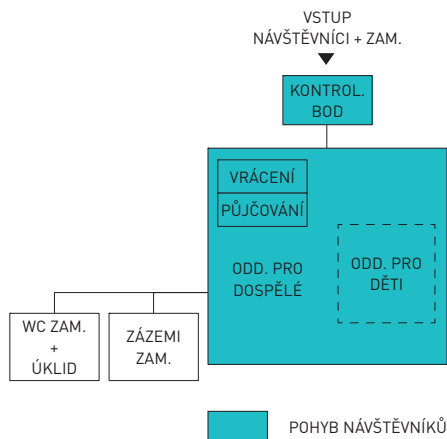 VSTUP
NÁVŠTĚVNÍCI + ZAM.
KONTROL.
BOD
VRÁCENÍ
PŮJČOVÁNÍ
ODD. PRO
DOSPĚLÉ
ODD. PRO
DĚTI
WC ZAM.
+
ÚKLID
ZÁZEMI
ZAM.
POHYB NÁVŠTĚVNÍKŮ